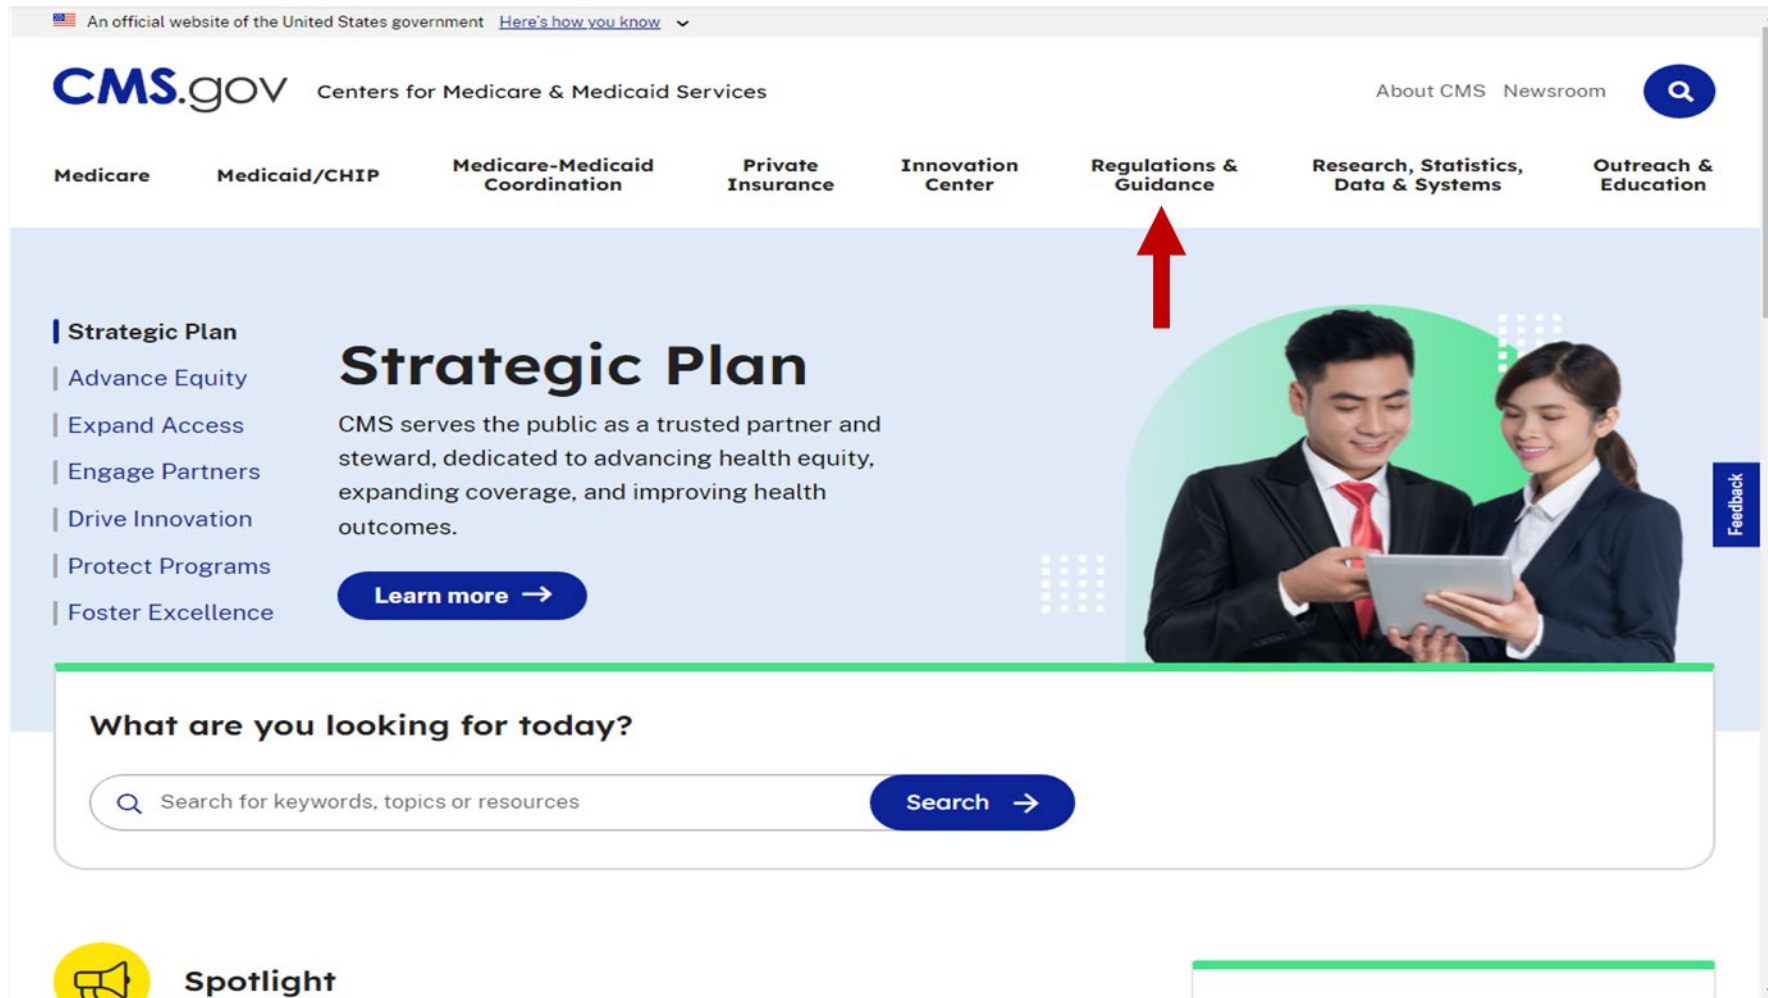 An official website of the United States government Here's how you know
CMS.gov Centers for Medicare & Medicaid Services
About CMS Newsroom
Medicare
Medicaid/CHIP
Medicare-Medicaid
Coordination
Private
Insurance
Innovation
Center
Regulations &
Guidance
Research, Statistics,
Data & Systems
Outreach &
Education
Strategic Plan
Advance Equity
Expand Access
Engage Partners
Drive Innovation
Protect Programs
Foster Excellence
Strategic Plan
CMS serves the public as a trusted partner and
steward, dedicated to advancing health equity,
expanding coverage, and improving health
outcomes.
Learn more →
Feedback
What are you looking for today?
Search for keywords, topics or resources
Search →
Spotlight